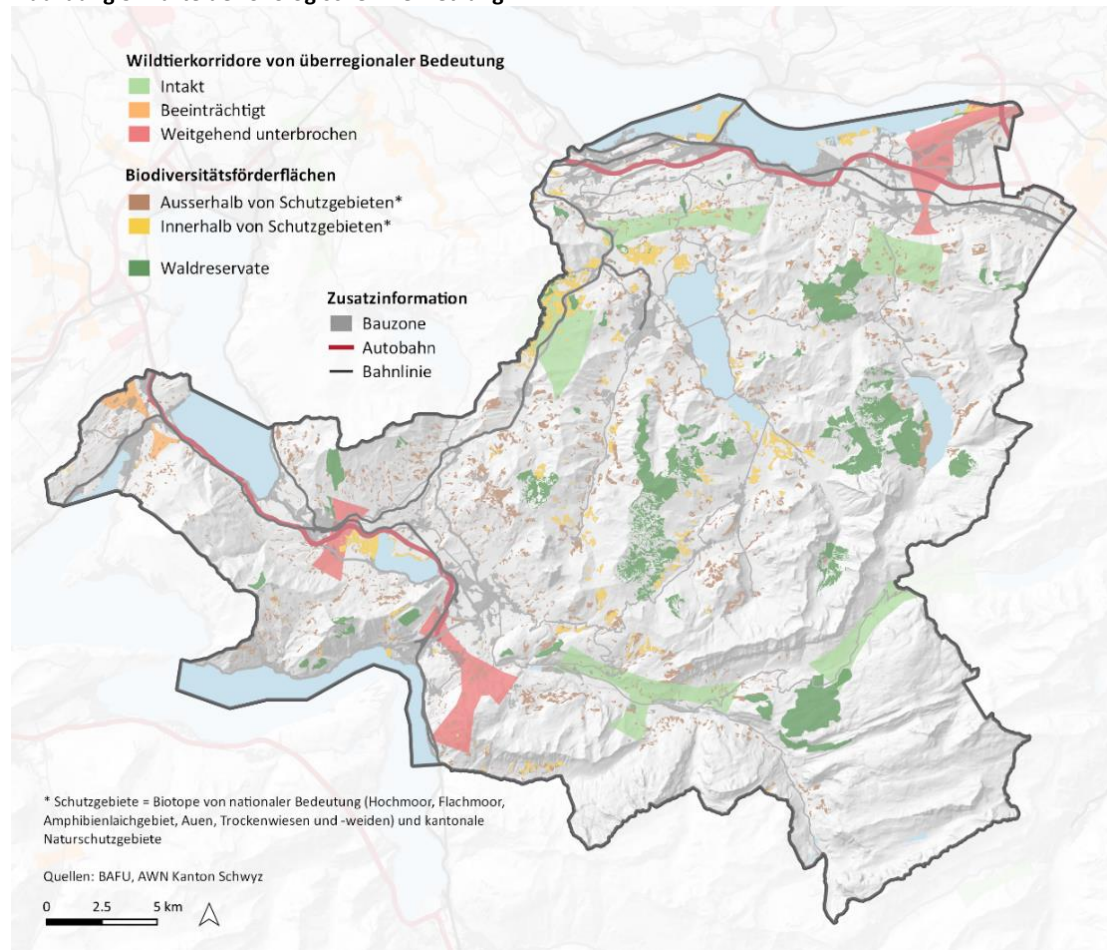 Wildtierkorridore von überregionaler Bedeutung
Intakt
Beeinträchtigt
Weitgehend unterbrochen
Biodiversitätsförderflächen
Ausserhalb von Schutzgebieten*
Innerhalb von Schutzgebieten*
Waldreservate
Zusatzinformation
Bauzone
Autobahn
Bahnlinie
* Schutzgebiete = Biotope von nationaler Bedeutung (Hochmoor, Flachmoor,
Amphibienlaichgebiet, Auen, Trockenwiesen und -weiden) und kantonale
Naturschutzgebiete
Quellen: BAFU, AWN Kanton Schwyz
0 2.5 5 km